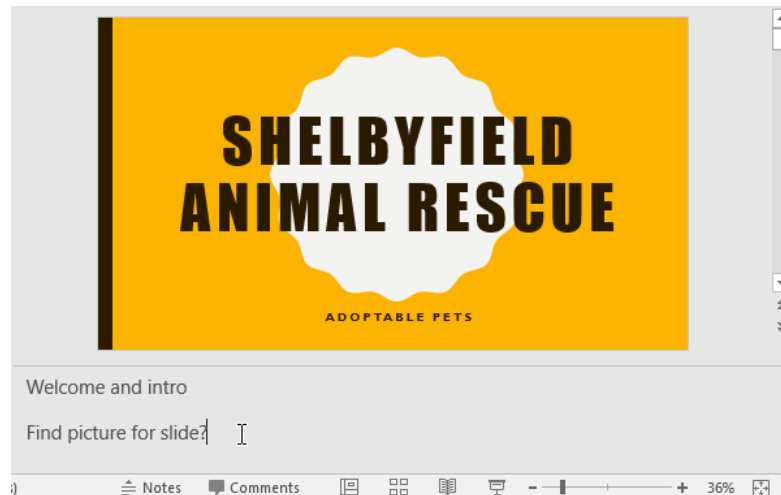 SHELBYFIELD
ANIMAL RESCUE
ADOPTABLE PETS
Welcome and intro
Find picture for slide?
s) Notes Comments 36%